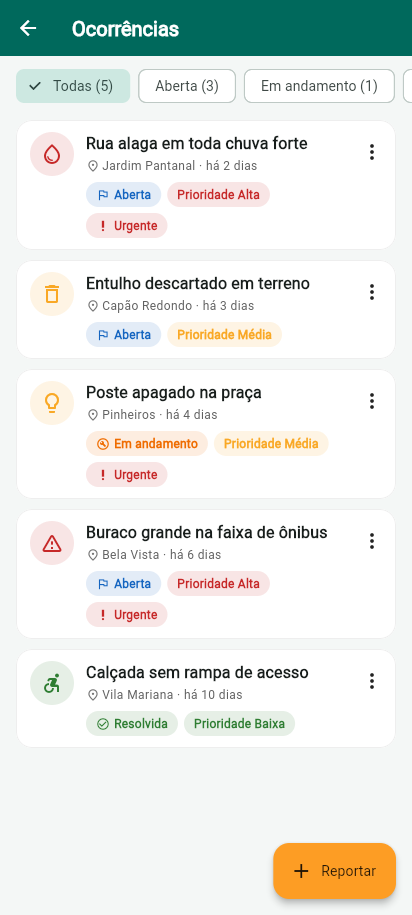 Ocorrências
Todas (5)
Aberta (3)
Em andamento (1)
Rua alaga em toda chuva forte
Jardim Pantanal · há 2 dias
Aberta
Prioridade Alta
Urgente
Entulho descartado em terreno
Capão Redondo · há 3 dias
Aberta
Prioridade Média
Poste apagado na praça
Pinheiros · há 4 dias
Em andamento
Prioridade Média
Urgente
Buraco grande na faixa de ônibus
Bela Vista · há 6 dias
Aberta
Prioridade Alta
Urgente
Calçada sem rampa de acesso
Vila Mariana · há 10 dias
Resolvida
Prioridade Baixa
Reportar